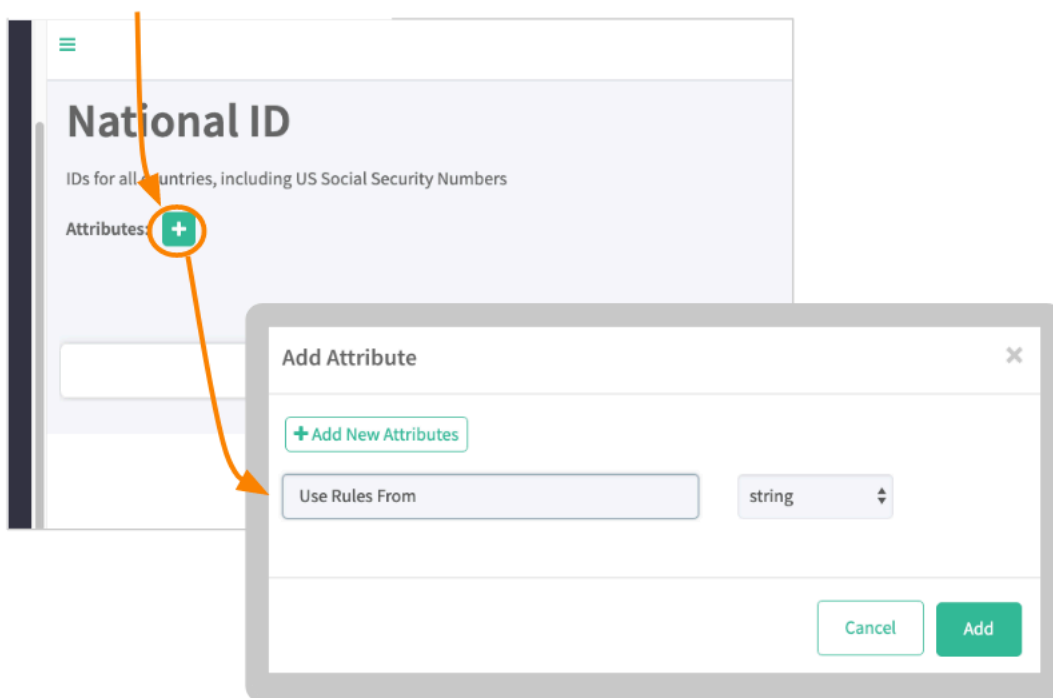 National ID
IDs for all countries, including US Social Security Numbers
Attributes:
Add Attribute
Add New Attributes
Use Rules From
string
Cancel
Add